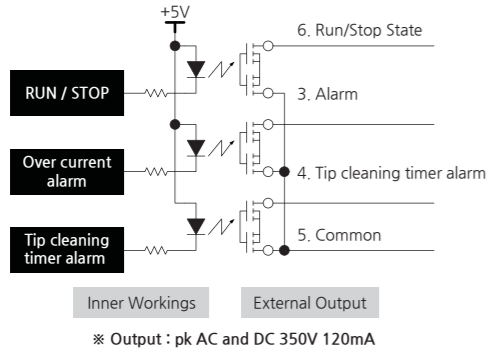 +5V
6. Run/Stop State
RUN / STOP
3. Alarm
Over current
alarm
4. Tip cleaning timer alarm
5. Common
Tip cleaning
timer alarm
Inner Workings
External Output
※ Output : pk AC and DC 350V 120mA